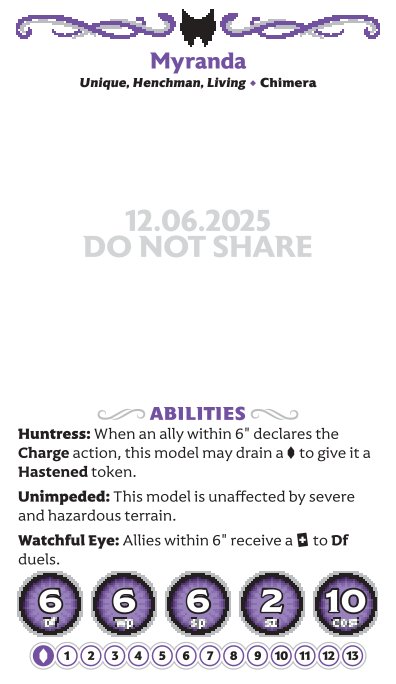 Myranda
Unique, Henchman, Living • Chimera
12.06.2025
DO NOT SHARE
ABILITIES
Huntress: When an ally within 6" declares the
Charge action, this model may drain a to give it a
Hastened token.
Unimpeded: This model is unaffected by severe
and hazardous terrain.
Watchful Eye: Allies within 6" receive a to Df
duels.
6 6 6 2 10
Df Wp Sp Sz Cost
1 2 3 4 5 6 7 8 9 10 11 12 13